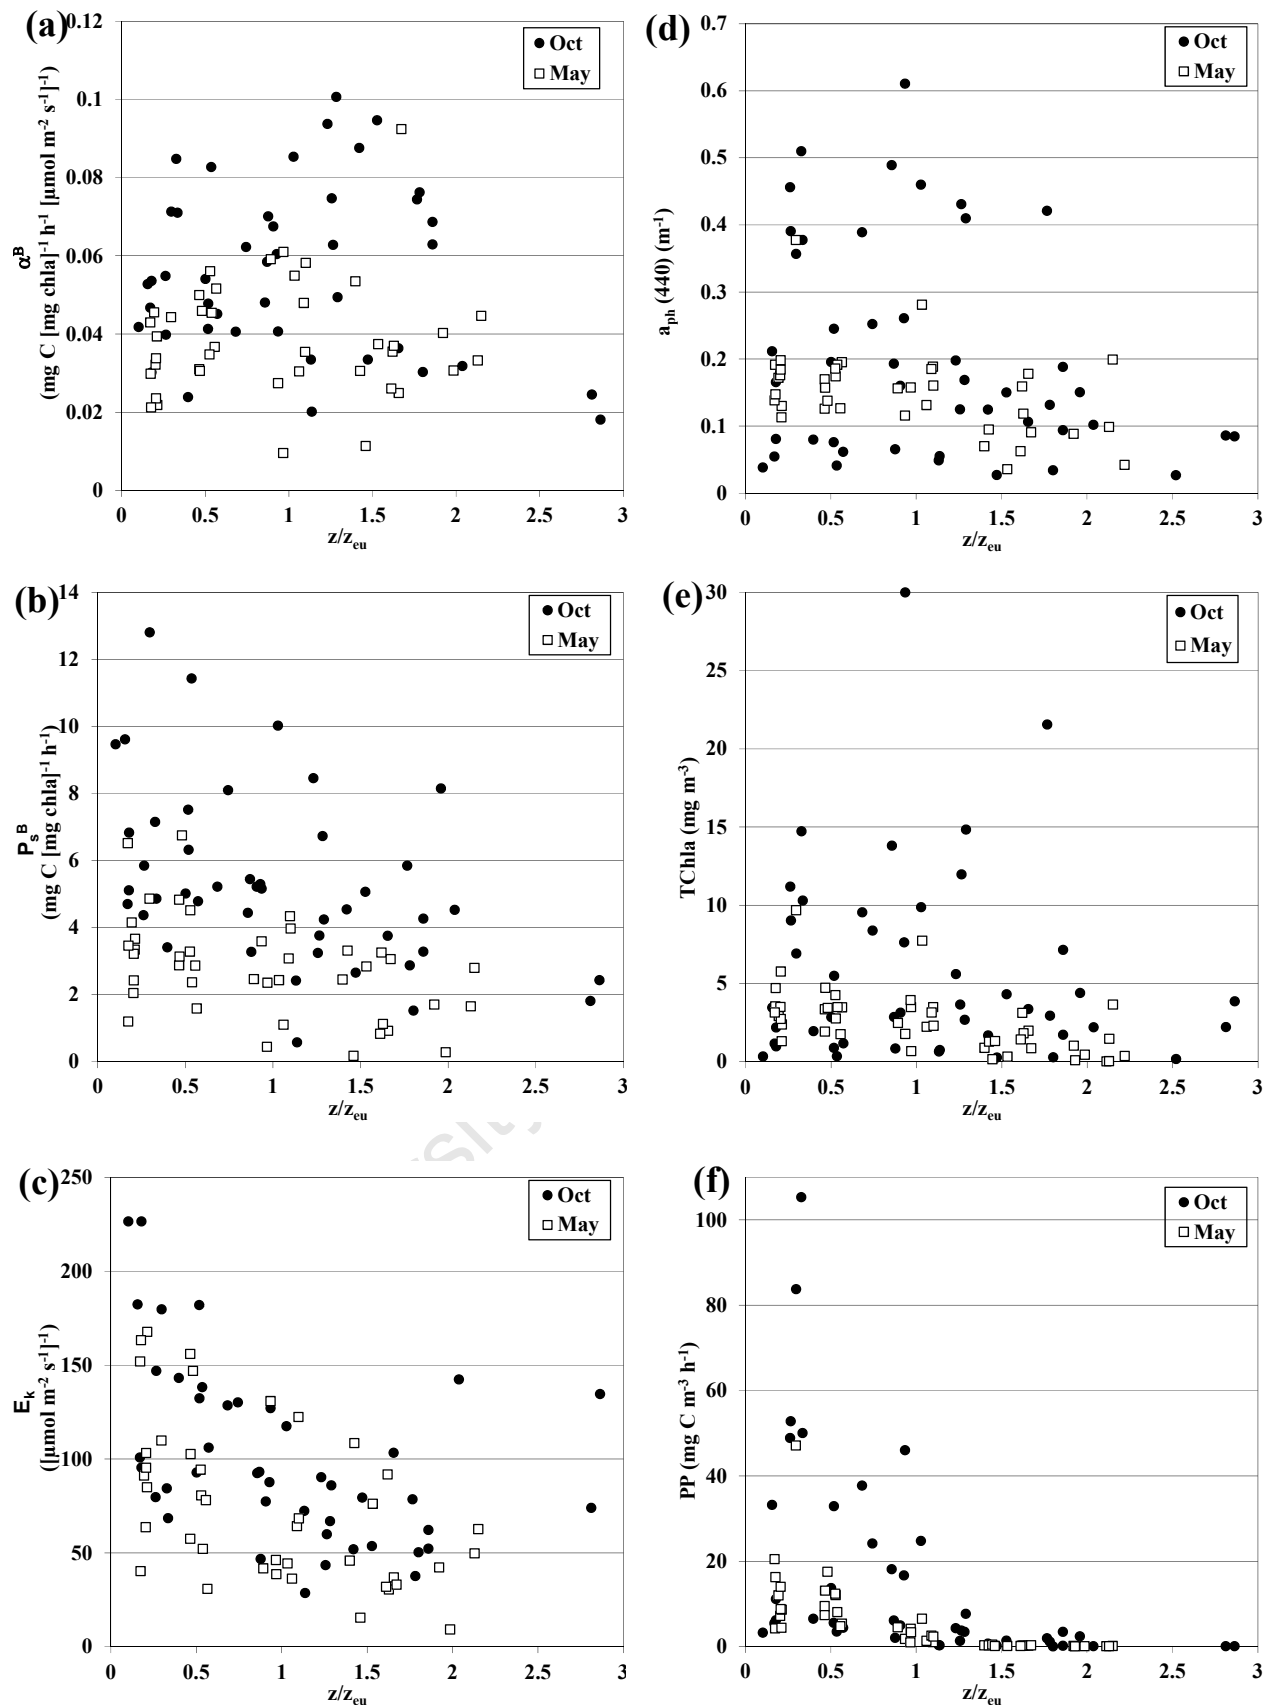 (a)
0.12
0.1
0.08
0.06
0.04
0.02
0
αᴮ
(mg C [mg chla]⁻¹ h⁻¹ [µmol m⁻² s⁻¹]⁻¹)
Oct
May
0 0.5 1 1.5 2 2.5 3
z/z_eu
(d)
0.7
0.6
0.5
0.4
0.3
0.2
0.1
0
a_ph (440) (m⁻¹)
Oct
May
0 0.5 1 1.5 2 2.5 3
z/z_eu
(b)
14
12
10
8
6
4
2
0
P_s^B
(mg C [mg chla]⁻¹ h⁻¹)
Oct
May
0 0.5 1 1.5 2 2.5 3
z/z_eu
(e)
30
25
20
15
10
5
0
TChla (mg m⁻³)
Oct
May
0 0.5 1 1.5 2 2.5 3
z/z_eu
(c)
250
200
150
100
50
0
E_k
([µmol m⁻² s⁻¹]⁻¹)
Oct
May
0 0.5 1 1.5 2 2.5 3
z/z_eu
(f)
100
80
60
40
20
0
PP (mg C m⁻³ h⁻¹)
Oct
May
0 0.5 1 1.5 2 2.5 3
z/z_eu